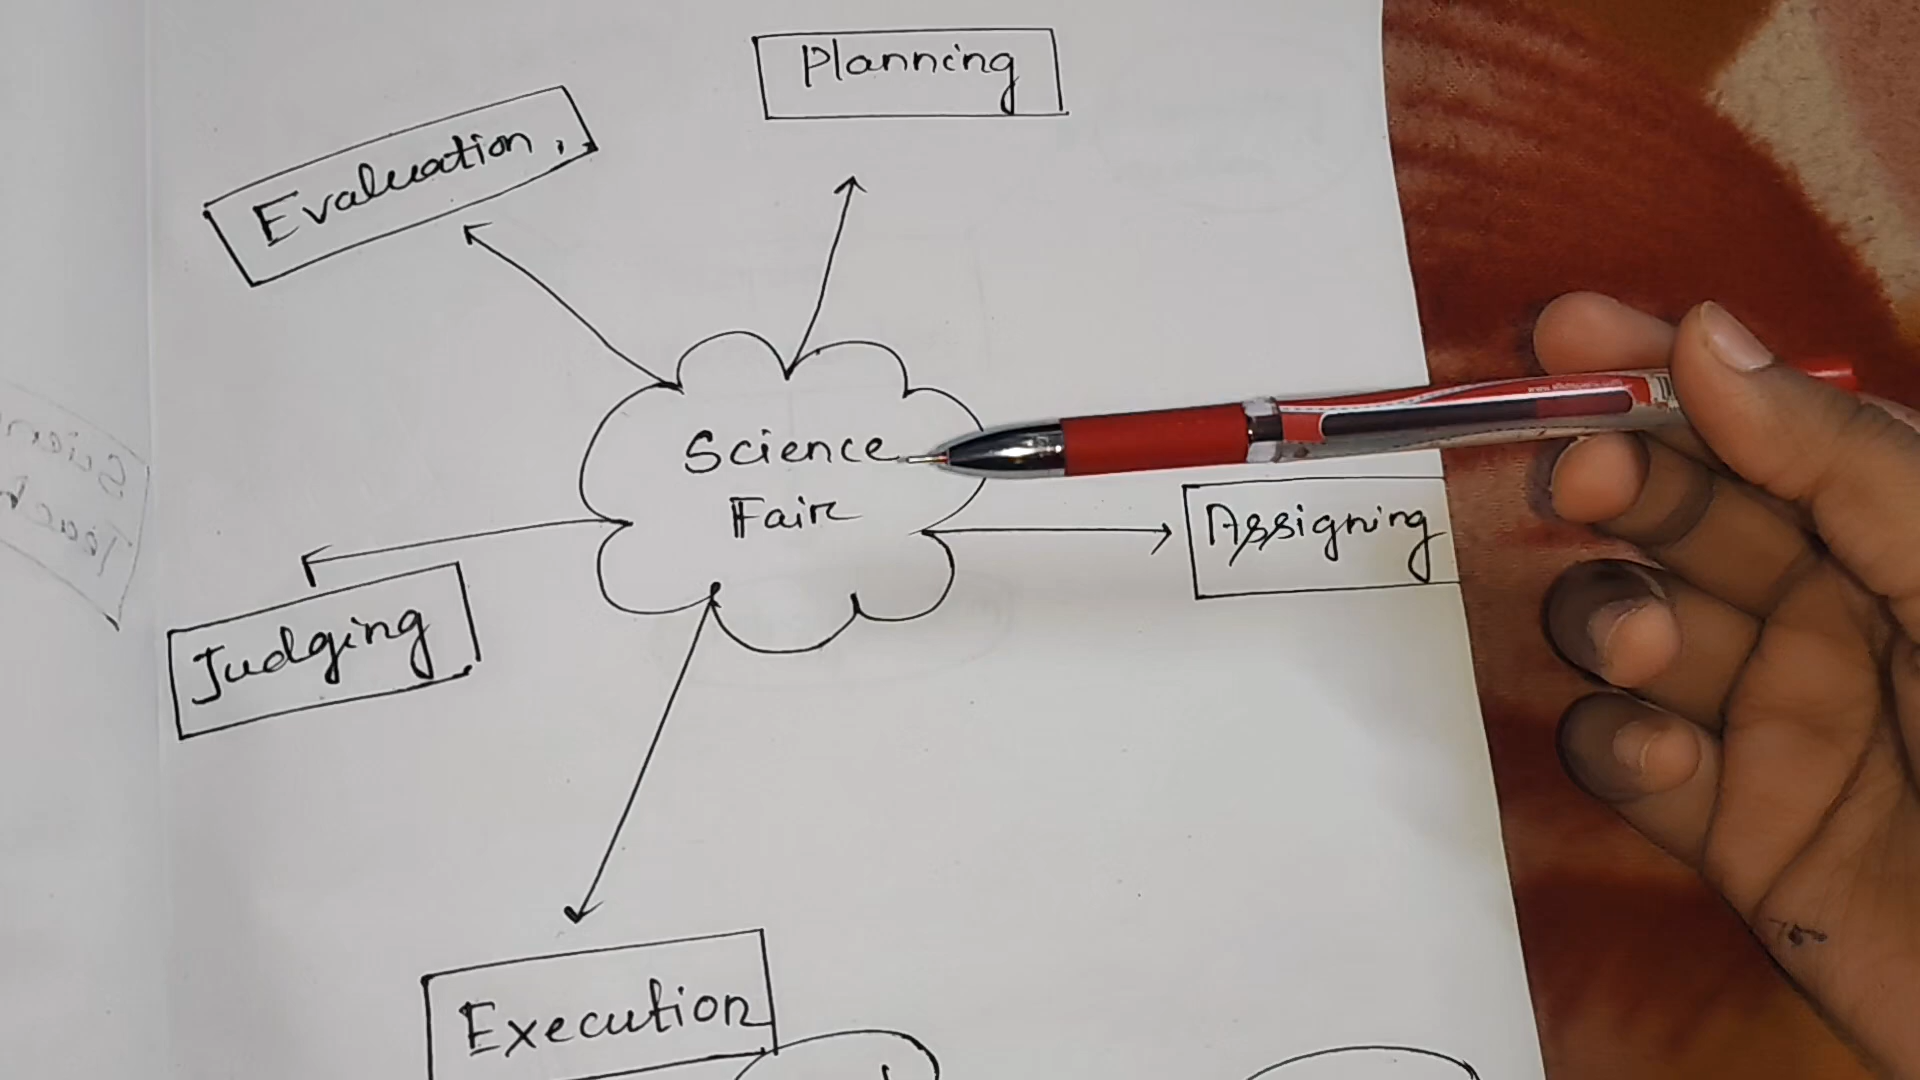 Planning
Evaluation.
Science
Fair
Assigning
Judging
Execution